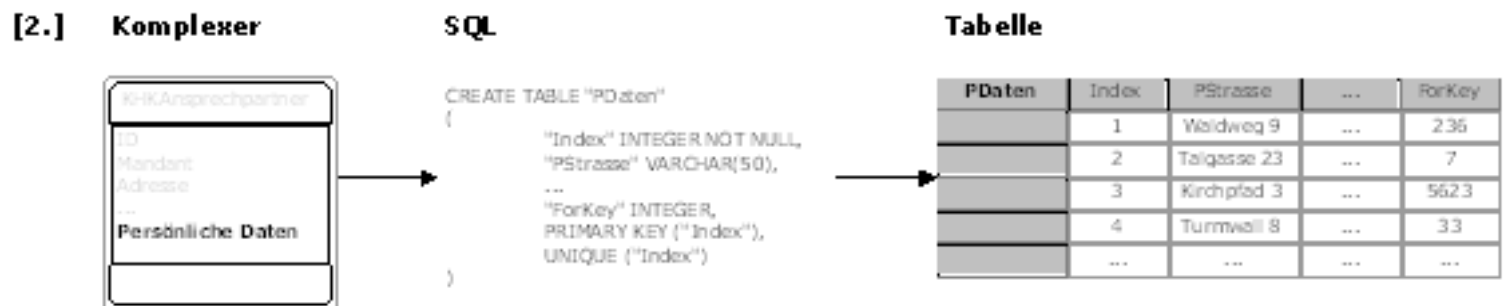 [2.] Komplexer SQL Tabelle
KHKAnsprechpartner
ID
Mandant
Adresse
...
Persönliche Daten
CREATE TABLE "PDaten"
(
"Index" INTEGER NOT NULL,
"PStrasse" VARCHAR(50),
...
"ForKey" INTEGER,
PRIMARY KEY ("Index"),
UNIQUE ("Index")
)
PDaten Index PStrasse ... ForKey
1 Waldweg 9 ... 236
2 Talgasse 23 ... 7
3 Kirchpfad 3 ... 5623
4 Turmwall 8 ... 33
... ... ... ...